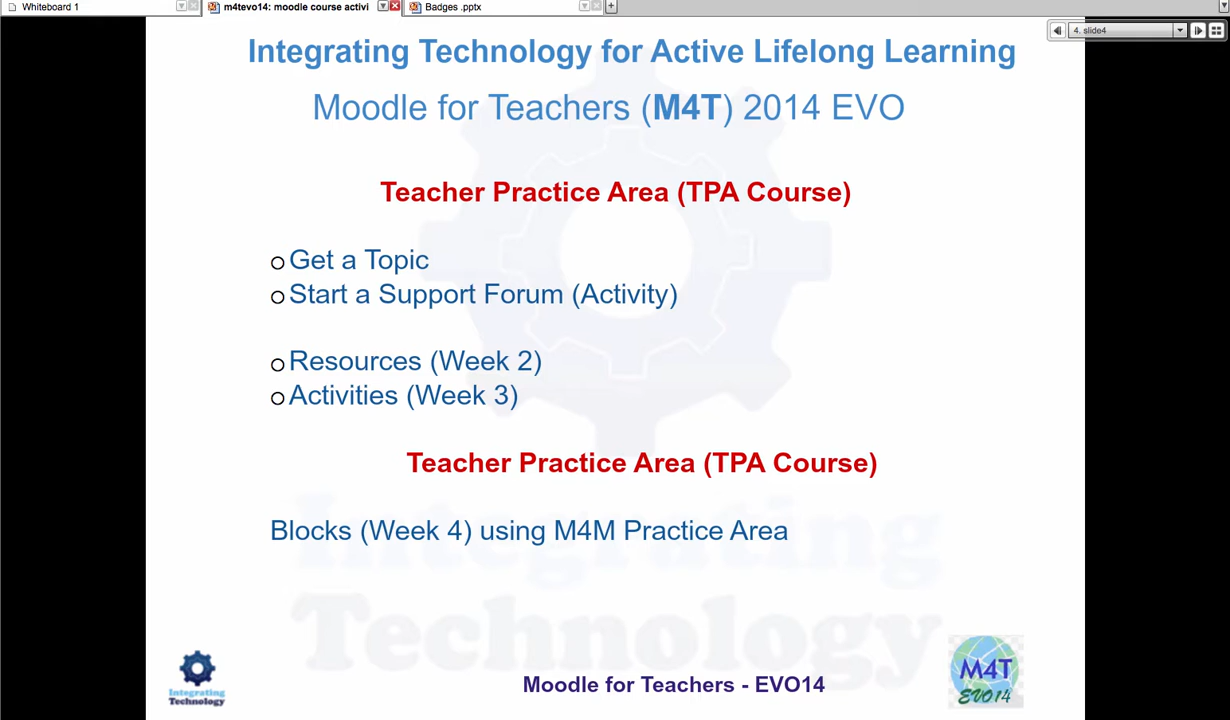 Whiteboard 1
m4tevo14: moodle course activi
Badges .pptx
4. slide4
Integrating Technology for Active Lifelong Learning
Moodle for Teachers (M4T) 2014 EVO
Teacher Practice Area (TPA Course)
Get a Topic
Start a Support Forum (Activity)
Resources (Week 2)
Activities (Week 3)
Teacher Practice Area (TPA Course)
Blocks (Week 4) using M4M Practice Area
Integrating
Technology
Integrating
Technology
Moodle for Teachers - EVO14
M4T
EVO14